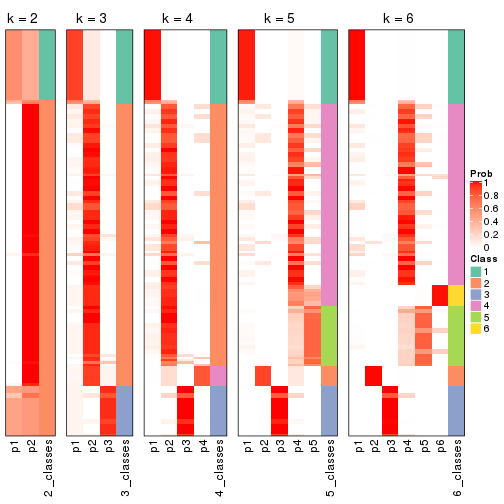 k = 2
k = 3
k = 4
k = 5
k = 6
Prob
1
0.8
0.6
0.4
0.2
0
Class
1
2
3
4
5
6
p1
p2
2_classes
p1
p2
p3
3_classes
p1
p2
p3
p4
4_classes
p1
p2
p3
p4
p5
5_classes
p1
p2
p3
p4
p5
p6
6_classes